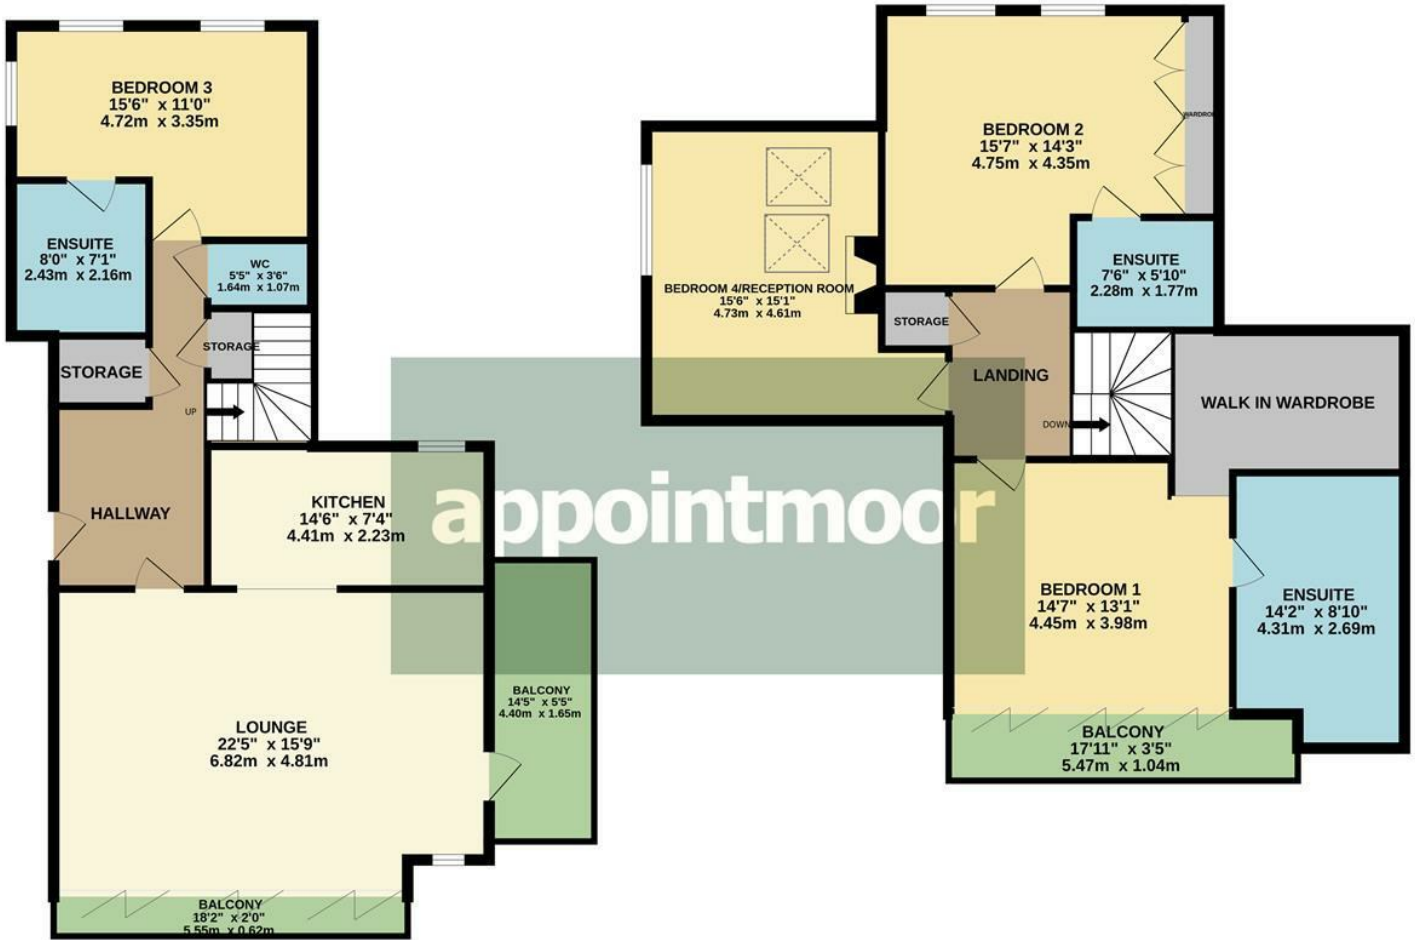 BEDROOM 3
15'6" x 11'0"
4.72m x 3.35m
ENSUITE
8'0" x 7'1"
2.43m x 2.16m
WC
5'5" x 3'6"
1.64m x 1.07m
STORAGE
STORAGE
UP
HALLWAY
KITCHEN
14'6" x 7'4"
4.41m x 2.23m
LOUNGE
22'5" x 15'9"
6.82m x 4.81m
BALCONY
14'5" x 5'5"
4.40m x 1.65m
BALCONY
18'2" x 2'0"
5.55m x 0.62m
appointmoor
BEDROOM 2
15'7" x 14'3"
4.75m x 4.35m
WARDRO
ENSUITE
7'6" x 5'10"
2.28m x 1.77m
BEDROOM 4/RECEPTION ROOM
15'6" x 15'1"
4.73m x 4.61m
STORAGE
LANDING
DOWN
WALK IN WARDROBE
BEDROOM 1
14'7" x 13'1"
4.45m x 3.98m
ENSUITE
14'2" x 8'10"
4.31m x 2.69m
BALCONY
17'11" x 3'5"
5.47m x 1.04m